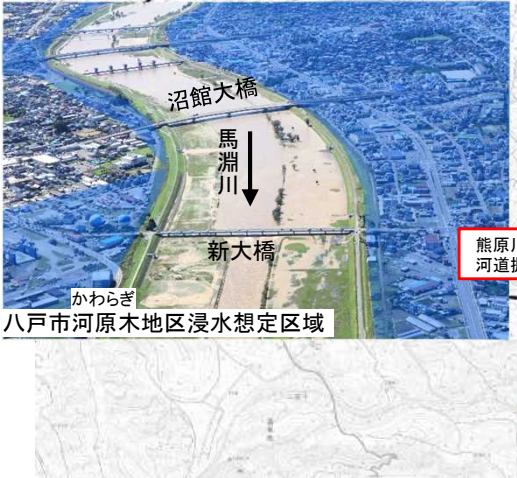 沼館大橋
馬淵川
新大橋
熊原川
河道掘
かわらぎ
八戸市河原木地区浸水想定区域